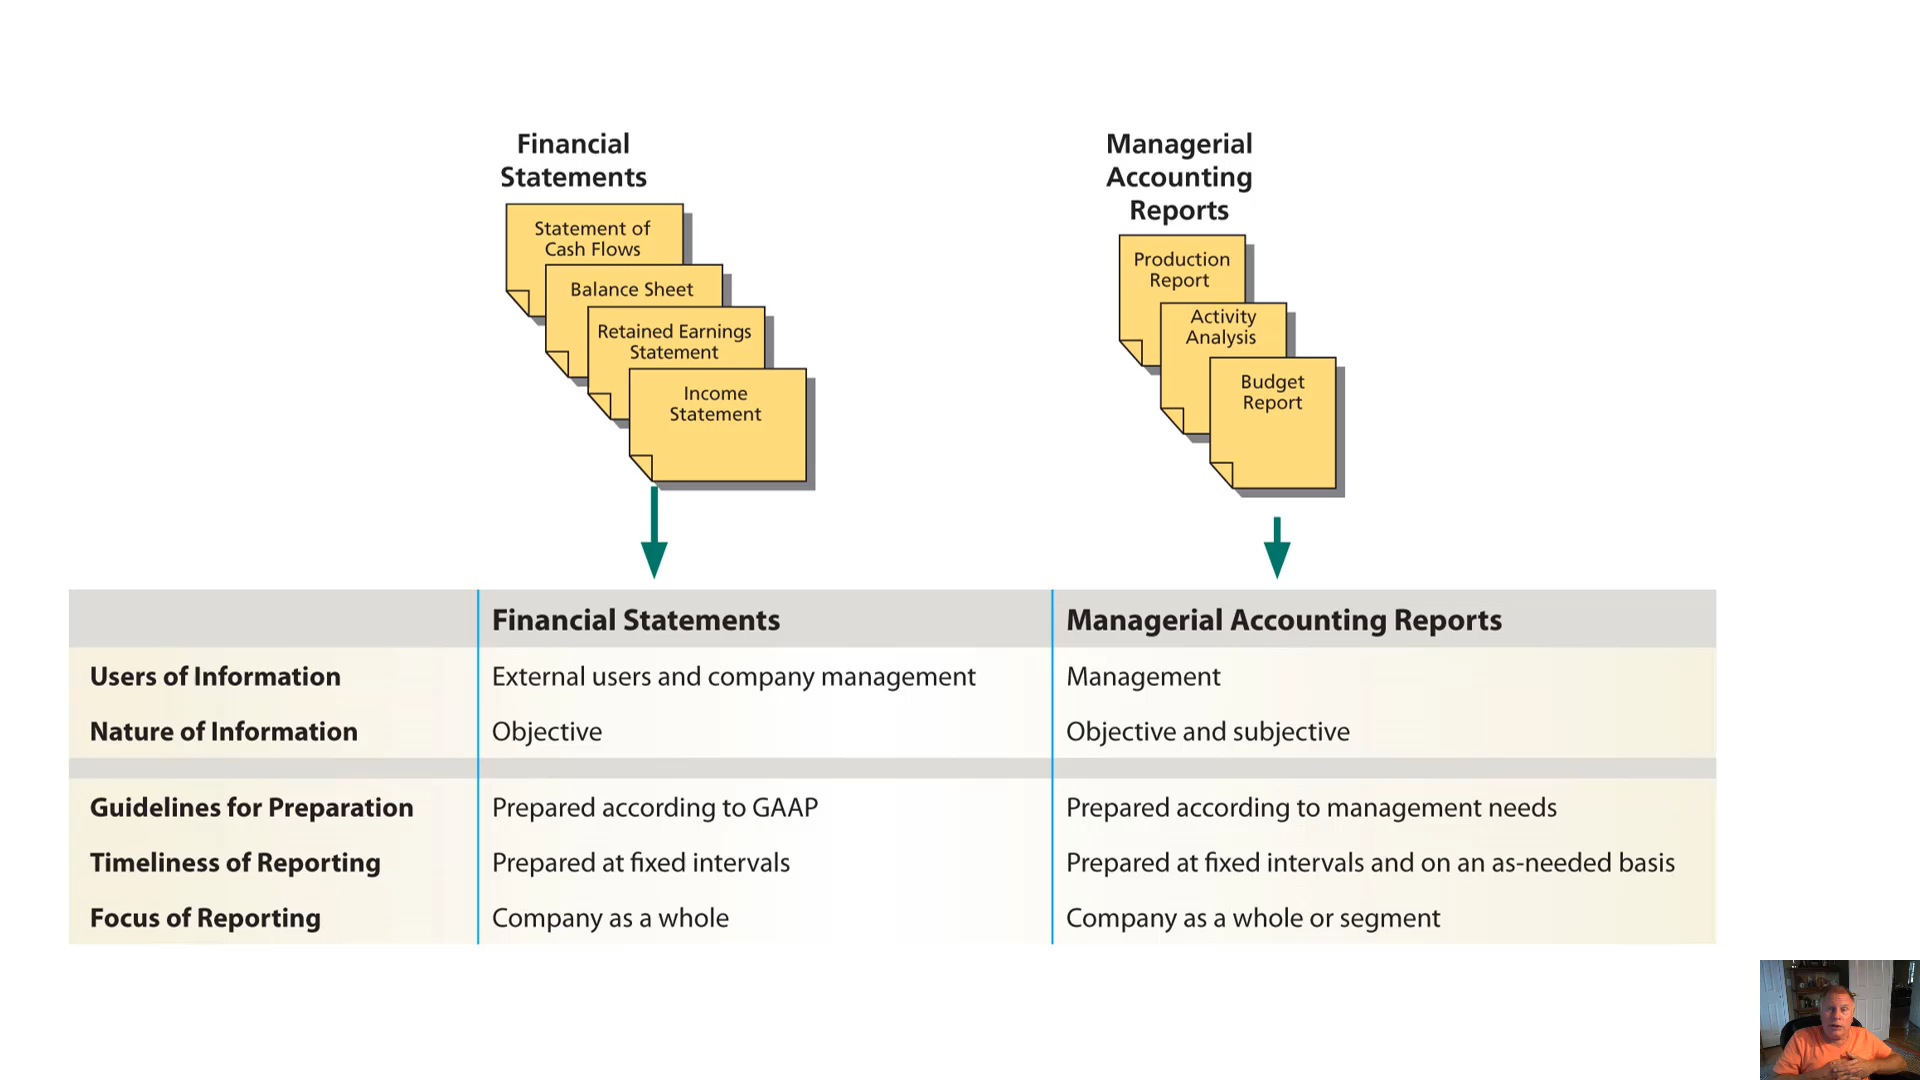 Financial
Statements
Statement of
Cash Flows
Balance Sheet
Retained Earnings
Statement
Income
Statement
Managerial
Accounting
Reports
Production
Report
Activity
Analysis
Budget
Report
Financial Statements Managerial Accounting Reports
Users of Information External users and company management Management
Nature of Information Objective Objective and subjective
Guidelines for Preparation Prepared according to GAAP Prepared according to management needs
Timeliness of Reporting Prepared at fixed intervals Prepared at fixed intervals and on an as-needed basis
Focus of Reporting Company as a whole Company as a whole or segment